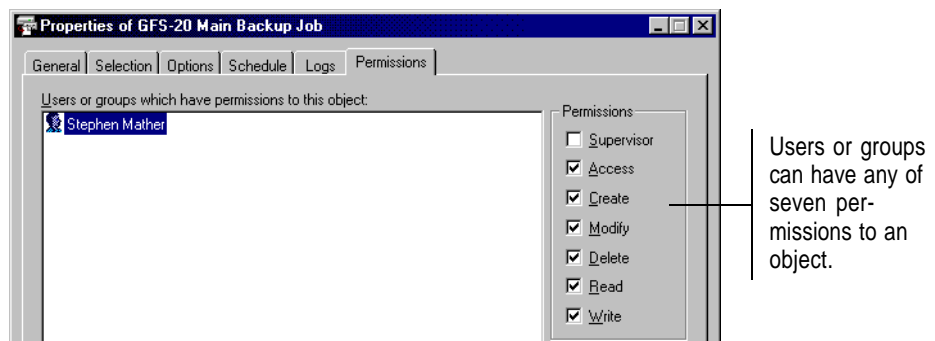 Properties of GFS-20 Main Backup Job
General Selection Options Schedule Logs Permissions
Users or groups which have permissions to this object:
Stephen Mather
Permissions
Supervisor
Access
Create
Modify
Delete
Read
Write
Users or groups
can have any of
seven per-
missions to an
object.